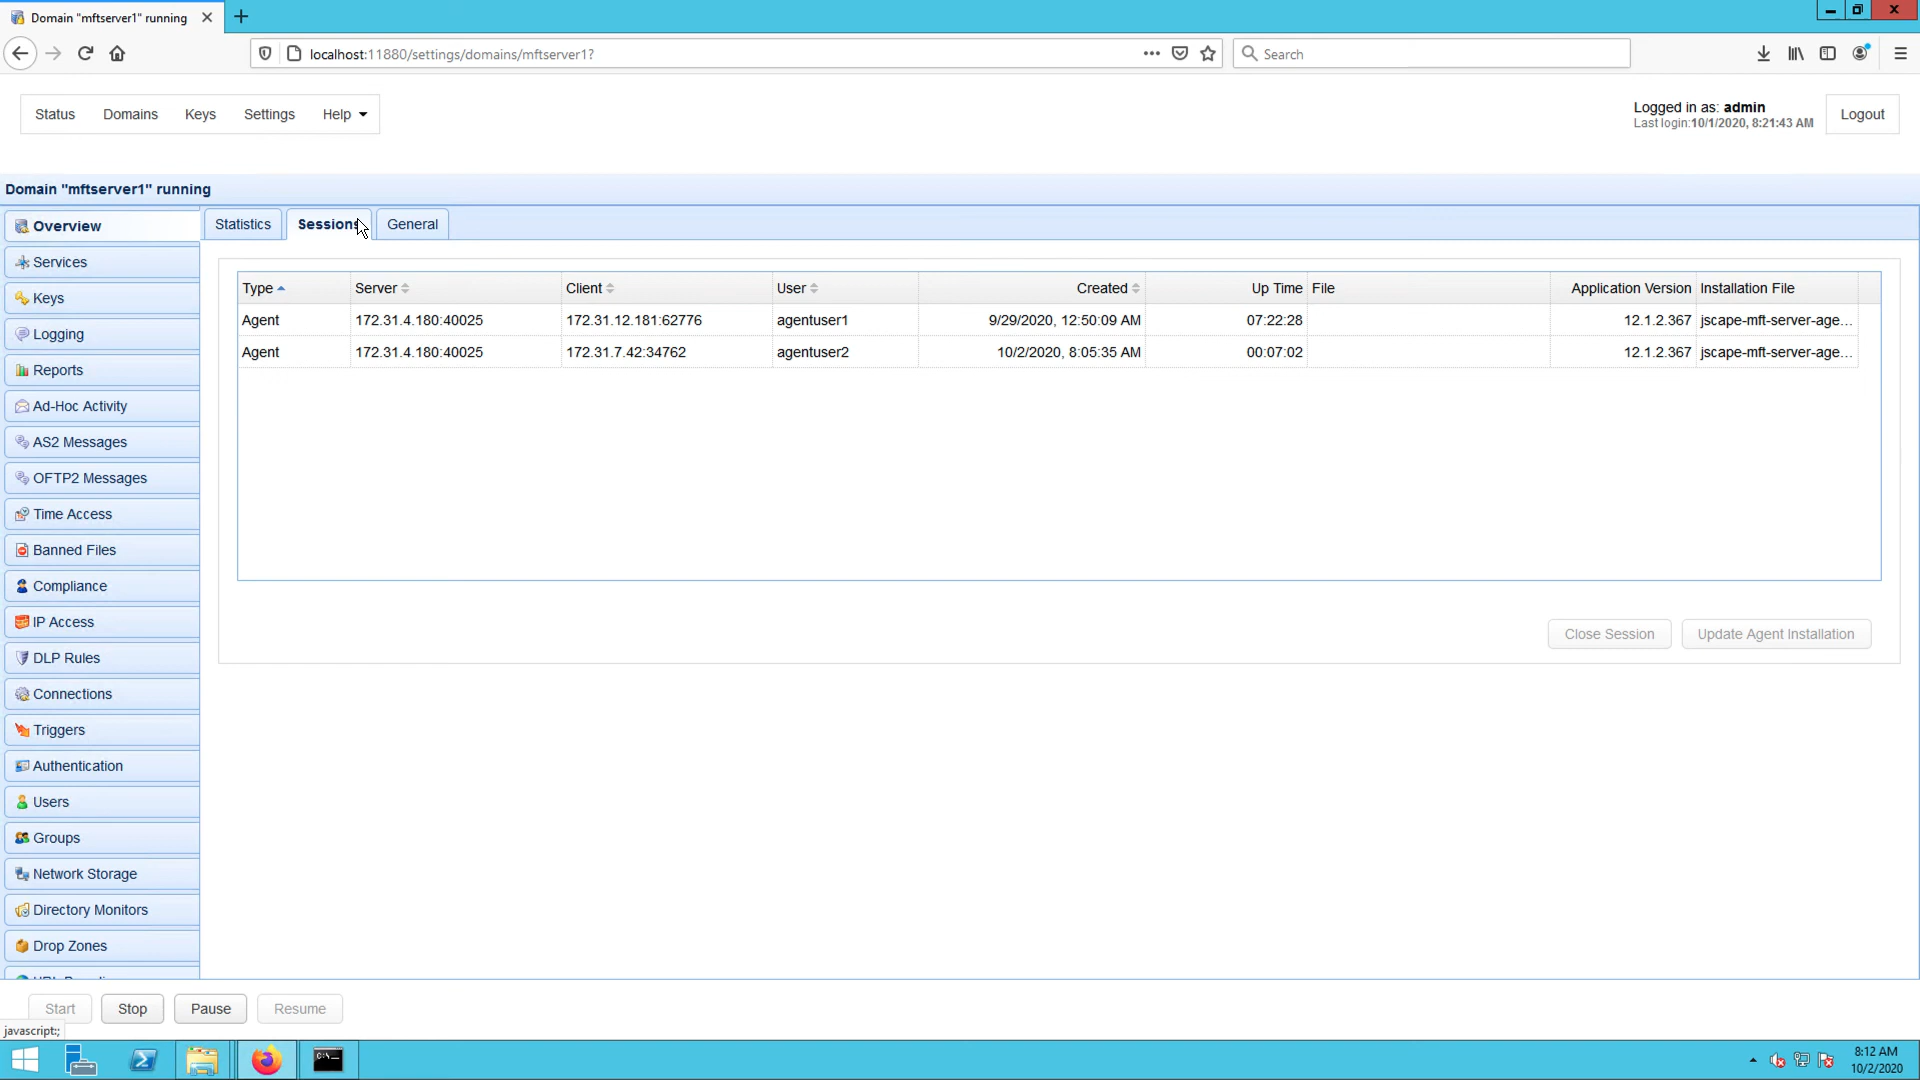 Domain "mftserver1" running
localhost:11880/settings/domains/mftserver1?
Search
Status Domains Keys Settings Help
Logged in as: admin
Last login:10/1/2020, 8:21:43 AM
Logout
Domain "mftserver1" running
Overview
Services
Keys
Logging
Reports
Ad-Hoc Activity
AS2 Messages
OFTP2 Messages
Time Access
Banned Files
Compliance
IP Access
DLP Rules
Connections
Triggers
Authentication
Users
Groups
Network Storage
Directory Monitors
Drop Zones
Statistics Sessions General
Type Server Client User Created Up Time File Application Version Installation File
Agent 172.31.4.180:40025 172.31.12.181:62776 agentuser1 9/29/2020, 12:50:09 AM 07:22:28 12.1.2.367 jscape-mft-server-age...
Agent 172.31.4.180:40025 172.31.7.42:34762 agentuser2 10/2/2020, 8:05:35 AM 00:07:02 12.1.2.367 jscape-mft-server-age...
Close Session Update Agent Installation
Start Stop Pause Resume
javascript:;
8:12 AM
10/2/2020